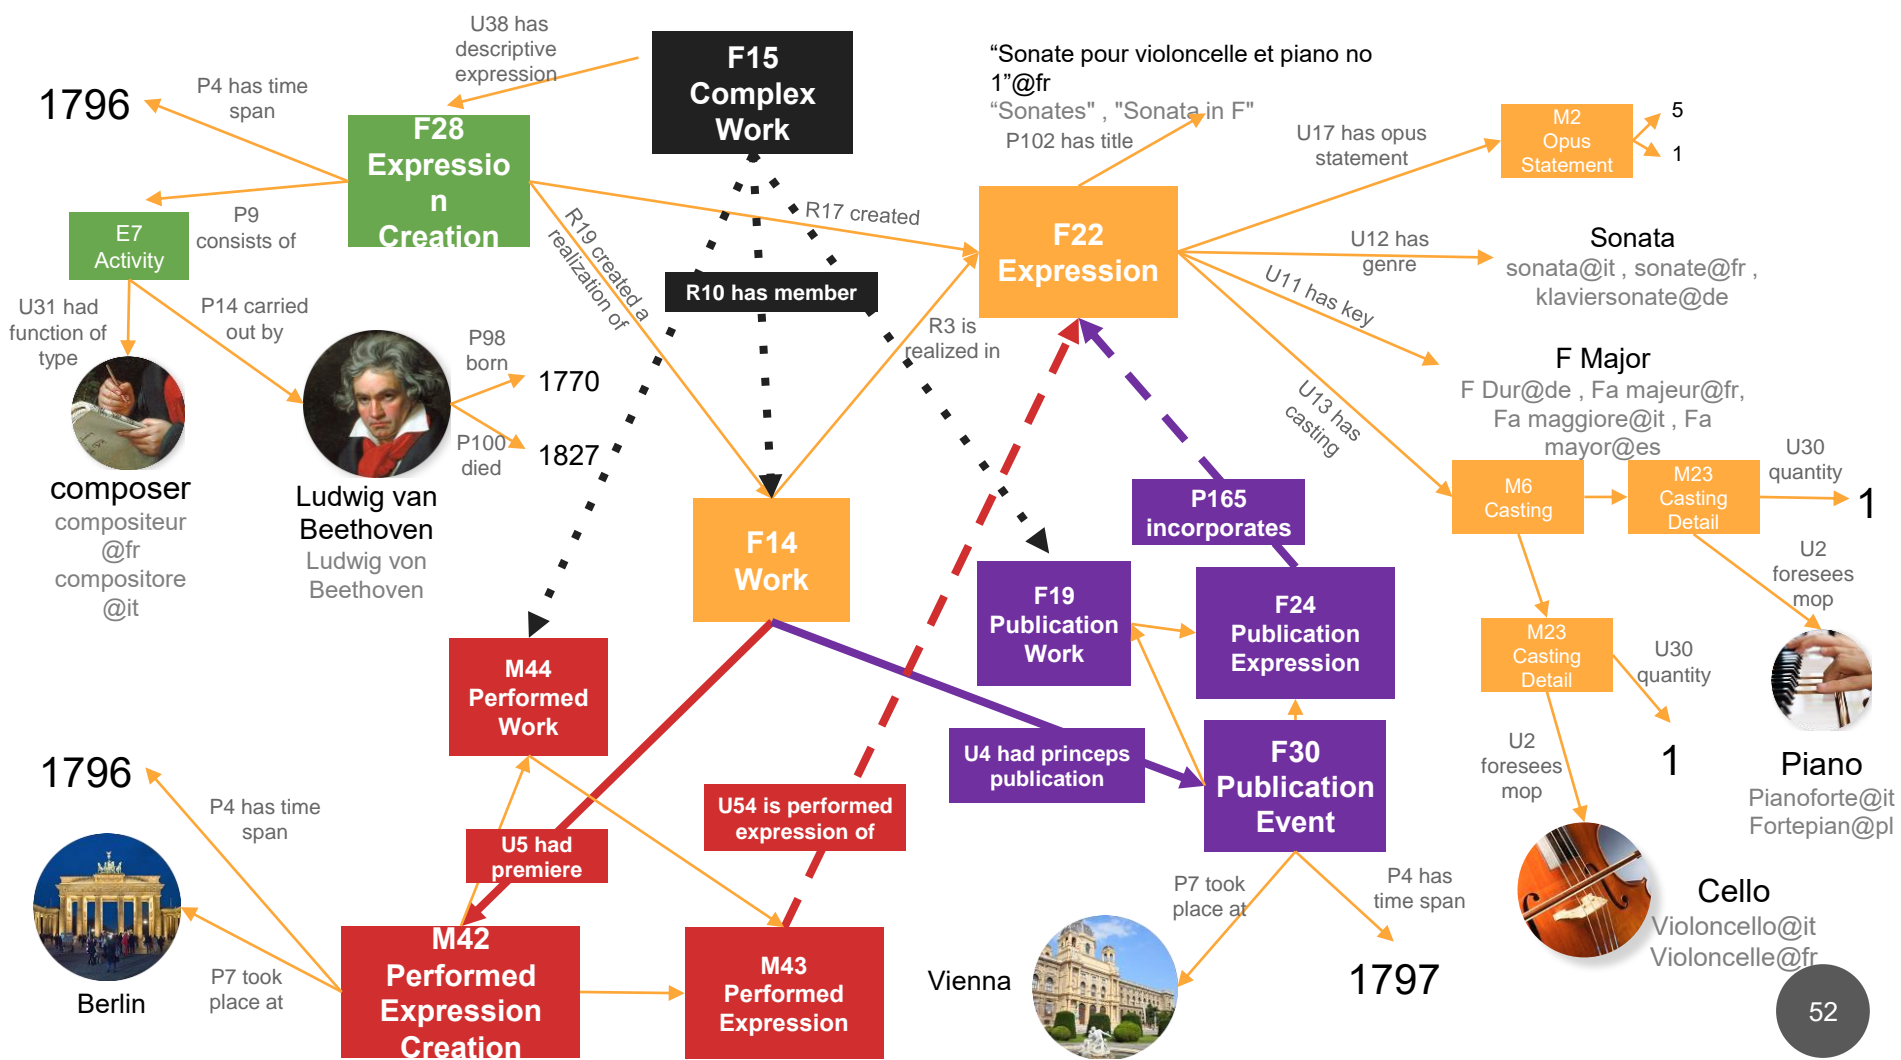 U38 has
descriptive
expression
F15
Complex
Work
“Sonate pour violoncelle et piano no
1”@fr
“Sonates" , "Sonata in F"
P102 has title
P4 has time
span
1796
F28
Expressio
n
Creation
U17 has opus
statement
M2
Opus
Statement
5
1
P9
consists of
E7
Activity
R19 created a
realization of
R17 created
F22
Expression
U12 has
genre
Sonata
sonata@it , sonate@fr ,
klaviersonate@de
U11 has key
R10 has member
U31 had
function of
type
P14 carried
out by
P98
born
1770
P100
died
1827
R3 is
realized in
F Major
F Dur@de , Fa majeur@fr,
Fa maggiore@it , Fa
mayor@es
U13 has
casting
composer
compositeur
@fr
compositore
@it
Ludwig van
Beethoven
Ludwig von
Beethoven
M6
Casting
M23
Casting
Detail
U30
quantity
1
P165
incorporates
F14
Work
U2
foresees
mop
F19
Publication
Work
F24
Publication
Expression
M23
Casting
Detail
U30
quantity
1
M44
Performed
Work
U4 had princeps
publication
F30
Publication
Event
U2
foresees
mop
Piano
Pianoforte@it
Fortepian@pl
1796
P4 has time
span
U54 is performed
expression of
U5 had
premiere
Cello
Violoncello@it
Violoncelle@fr
P7 took
place at
P4 has
time span
Berlin
P7 took
place at
M42
Performed
Expression
Creation
M43
Performed
Expression
Vienna
1797
52